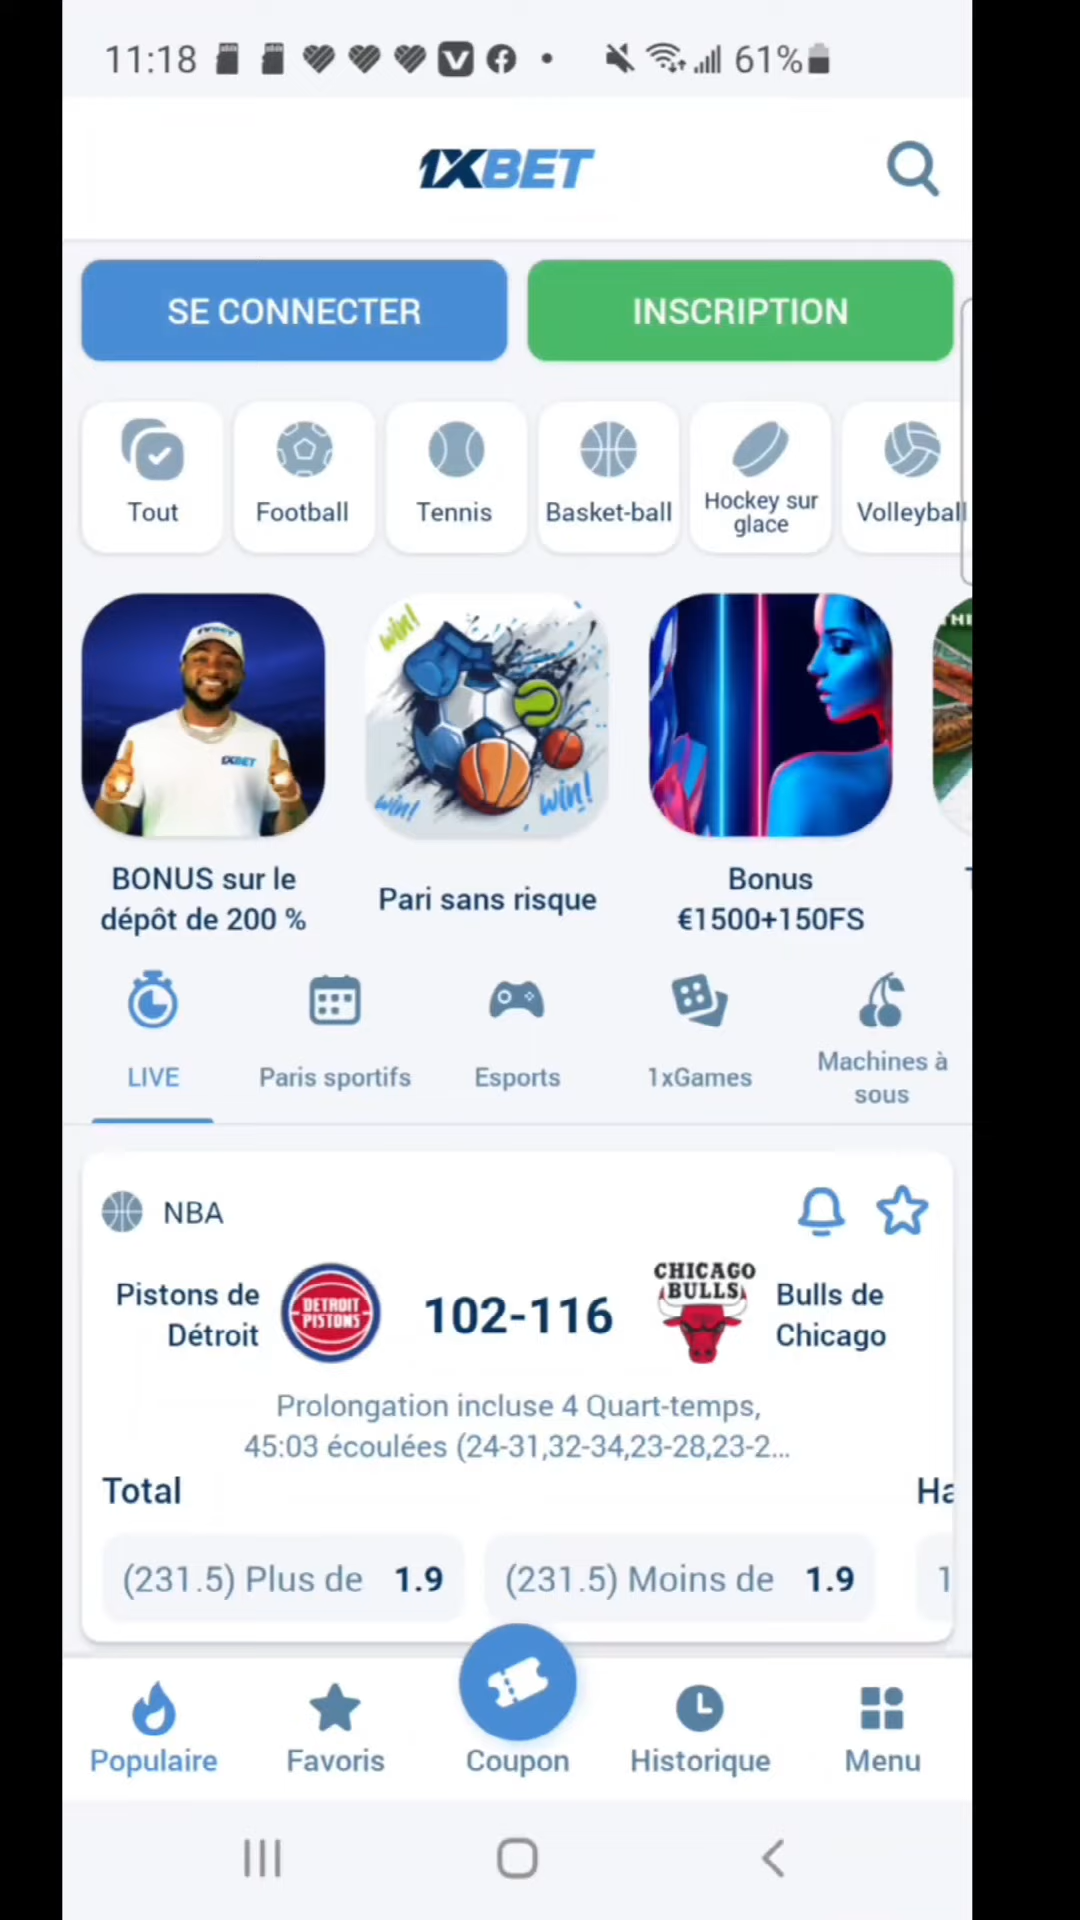 11:18
61%
1XBET
SE CONNECTER
INSCRIPTION
Tout
Football
Tennis
Basket-ball
Hockey sur
glace
Volleyball
1XBET
win!
win!
win!
BONUS sur le
dépôt de 200 %
Pari sans risque
Bonus
€1500+150FS
LIVE
Paris sportifs
Esports
1xGames
Machines à
sous
NBA
Pistons de
Détroit
DETROIT
PISTONS
102-116
CHICAGO
BULLS
Bulls de
Chicago
Prolongation incluse 4 Quart-temps,
45:03 écoulées (24-31,32-34,23-28,23-2...
Total
(231.5) Plus de 1.9
(231.5) Moins de 1.9
Populaire
Favoris
Coupon
Historique
Menu